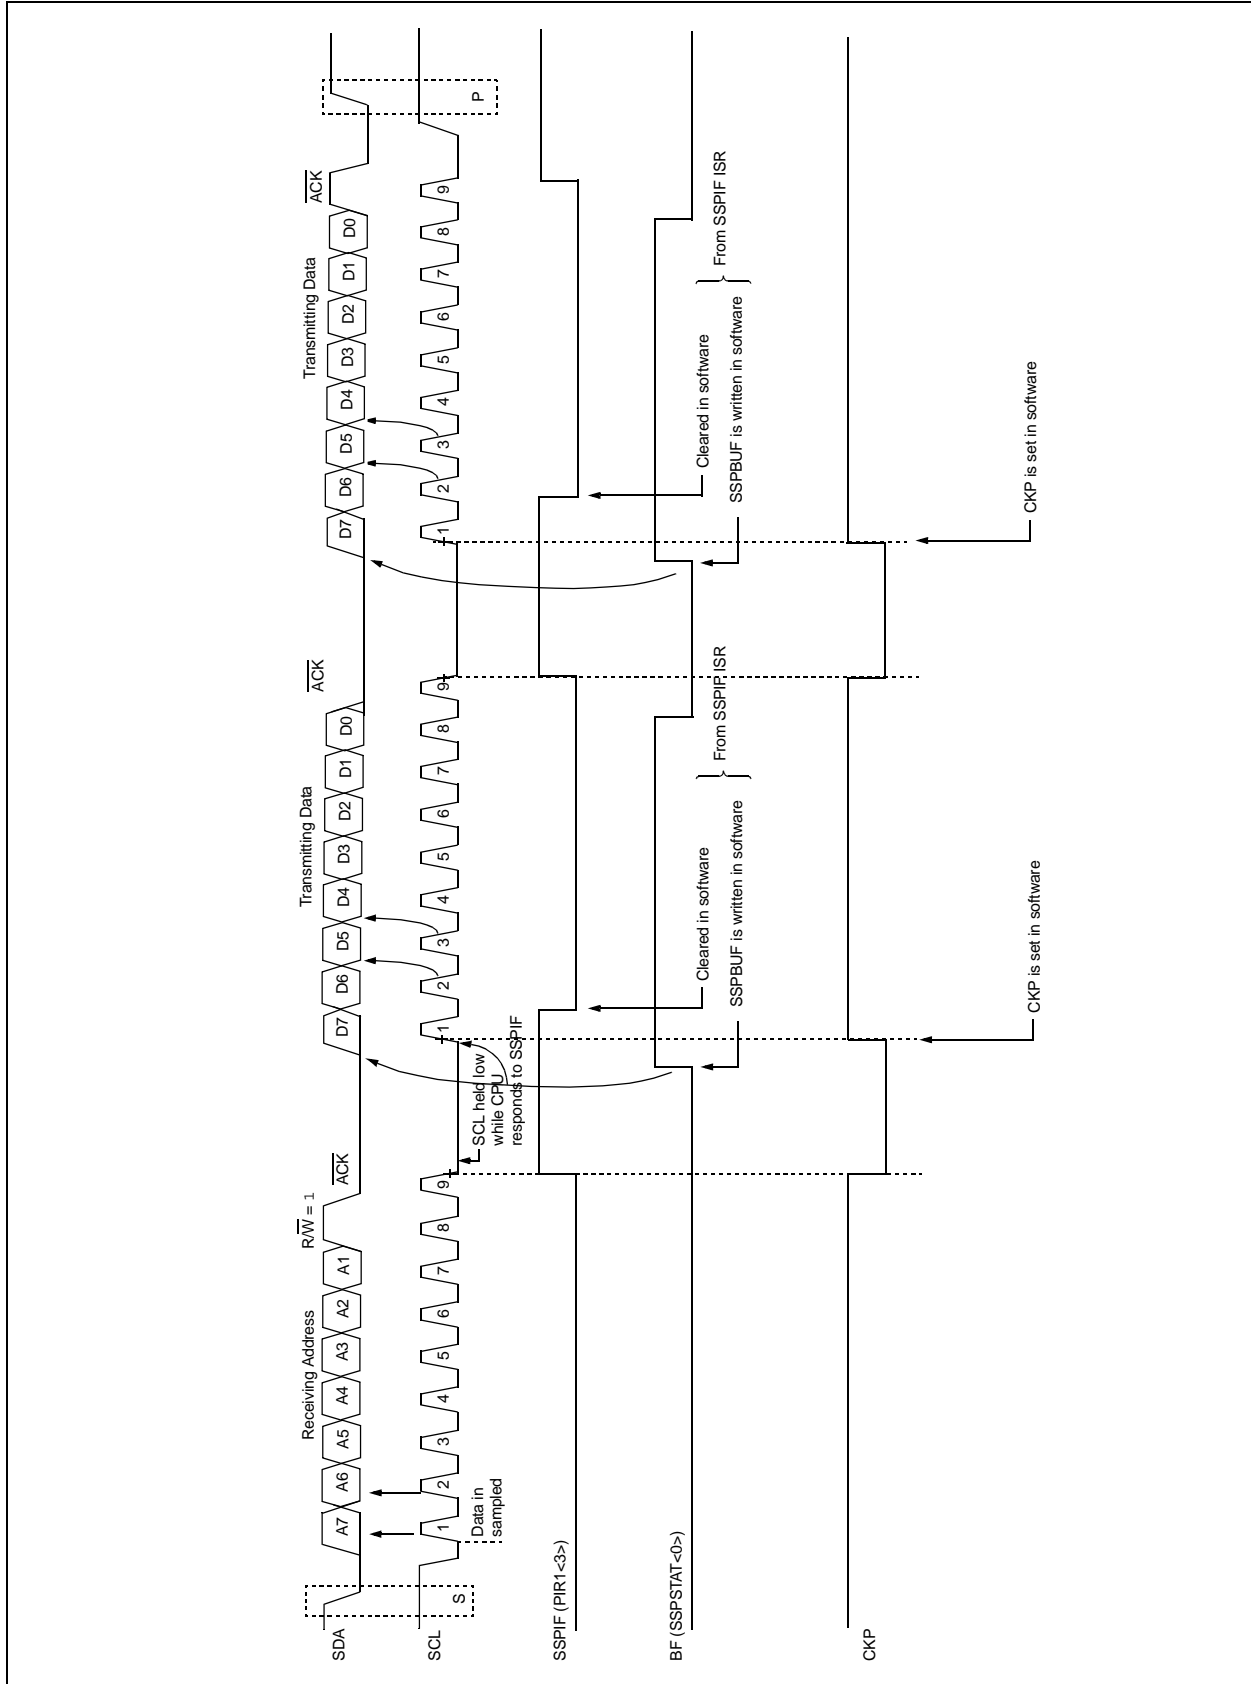 Receiving Address
R/W̅ = 1
A̅C̅K̅
Transmitting Data
A̅C̅K̅
Transmitting Data
A̅C̅K̅
SDA
A7 A6 A5 A4 A3 A2 A1
D7 D6 D5 D4 D3 D2 D1 D0
D7 D6 D5 D4 D3 D2 D1 D0
SCL
1 2 3 4 5 6 7 8 9
1 2 3 4 5 6 7 8 9
1 2 3 4 5 6 7 8 9
S
P
Data in
sampled
SCL held low
while CPU
responds to SSPIF
SSPIF (PIR1<3>)
BF (SSPSTAT<0>)
Cleared in software
SSPBUF is written in software
From SSPIF ISR
Cleared in software
SSPBUF is written in software
From SSPIF ISR
CKP
CKP is set in software
CKP is set in software